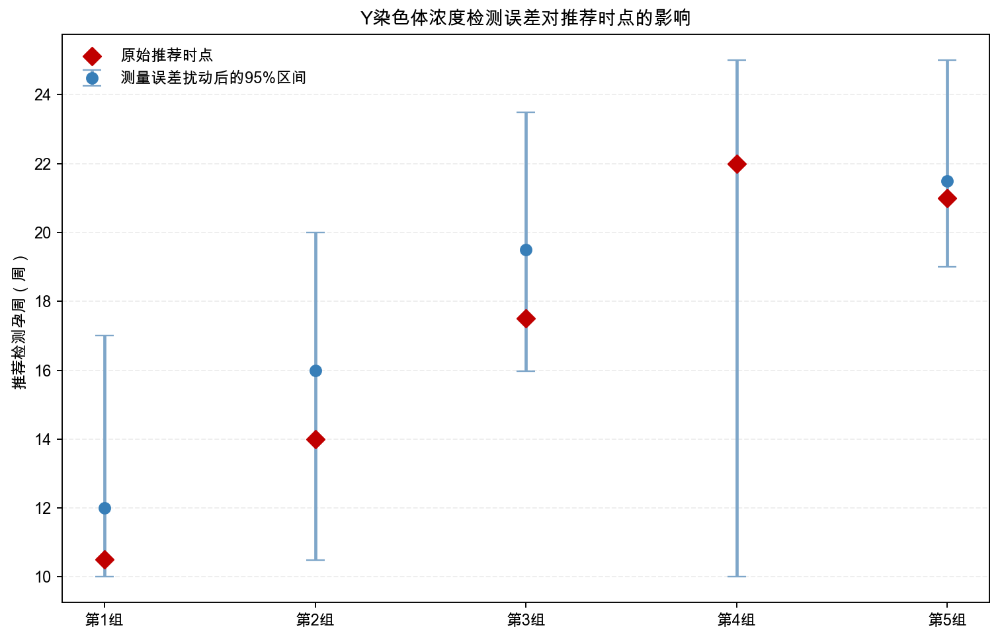 Y染色体浓度检测误差对推荐时点的影响
原始推荐时点
测量误差扰动后的95%区间
推荐检测孕周(周)
24
22
20
18
16
14
12
10
第1组
第2组
第3组
第4组
第5组